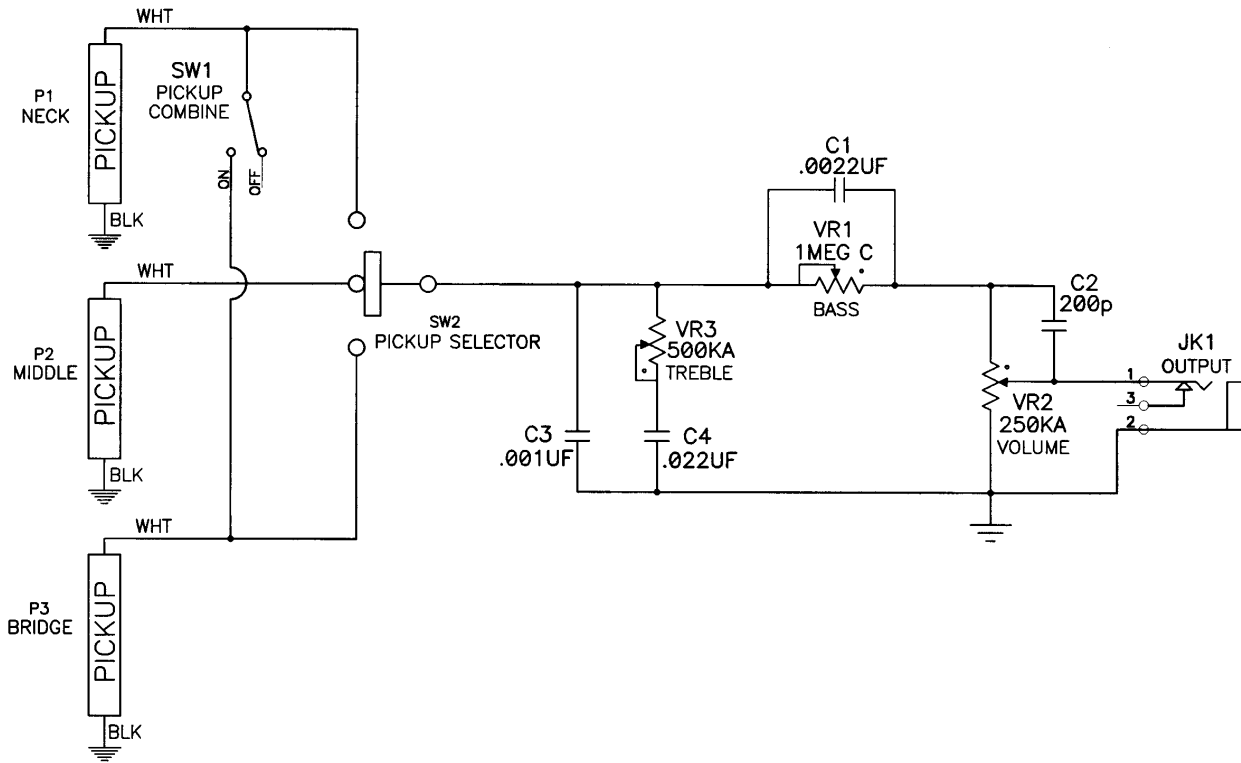 WHT
P1
NECK
PICKUP
BLK
SW1
PICKUP
COMBINE
ON
OFF
WHT
P2
MIDDLE
PICKUP
BLK
SW2
PICKUP SELECTOR
WHT
P3
BRIDGE
PICKUP
BLK
C1
.0022UF
VR1
1MEG C
BASS
VR3
500KA
TREBLE
C3
.001UF
C4
.022UF
C2
200p
VR2
250KA
VOLUME
JK1
OUTPUT
1
3
2